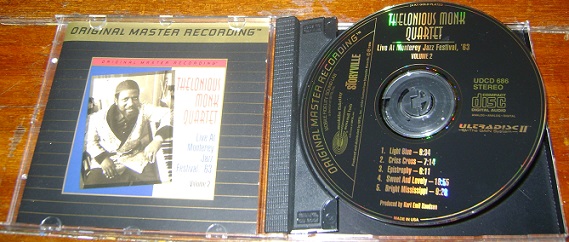 ORIGINAL MASTER RECORDING™
ORIGINAL MASTER RECORDING
THELONIOUS
MONK
QUARTET
Live At
Monterey
Jazz
Festival, '63
Volume 2
ORIGINAL MASTER RECORDING™
THELONIOUS MONK
QUARTET
Live At Monterey Jazz Festival, '63
VOLUME 2
STORYVILLE
UDCD 686
STEREO
COMPACT
disc
DIGITAL AUDIO
ULTRADISC II
1. Light Blue – 8:34
2. Criss Cross – 7:14
3. Epistrophy – 8:11
4. Sweet And Lovely – 10:55
5. Bright Mississippi – 8:20
Produced by Karl Emil Knudsen
MADE IN USA